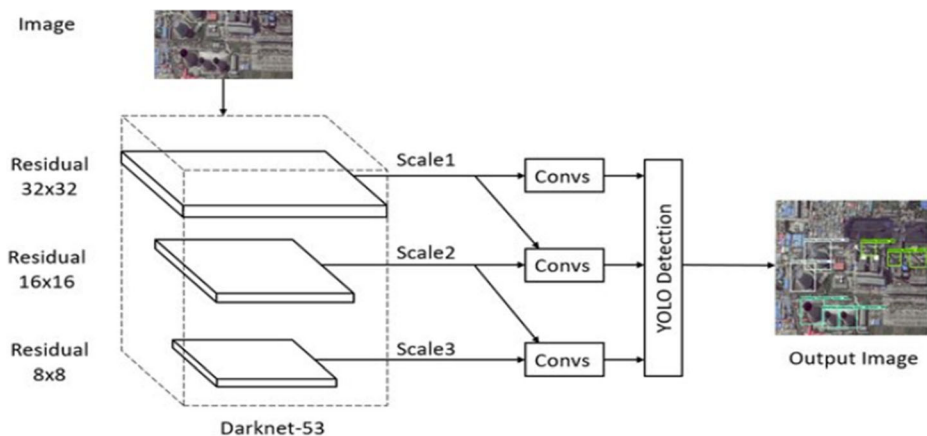 Image
Residual
32x32
Scale1
Convs
Residual
16x16
Scale2
Convs
YOLO Detection
Residual
8x8
Scale3
Convs
Output Image
Darknet-53